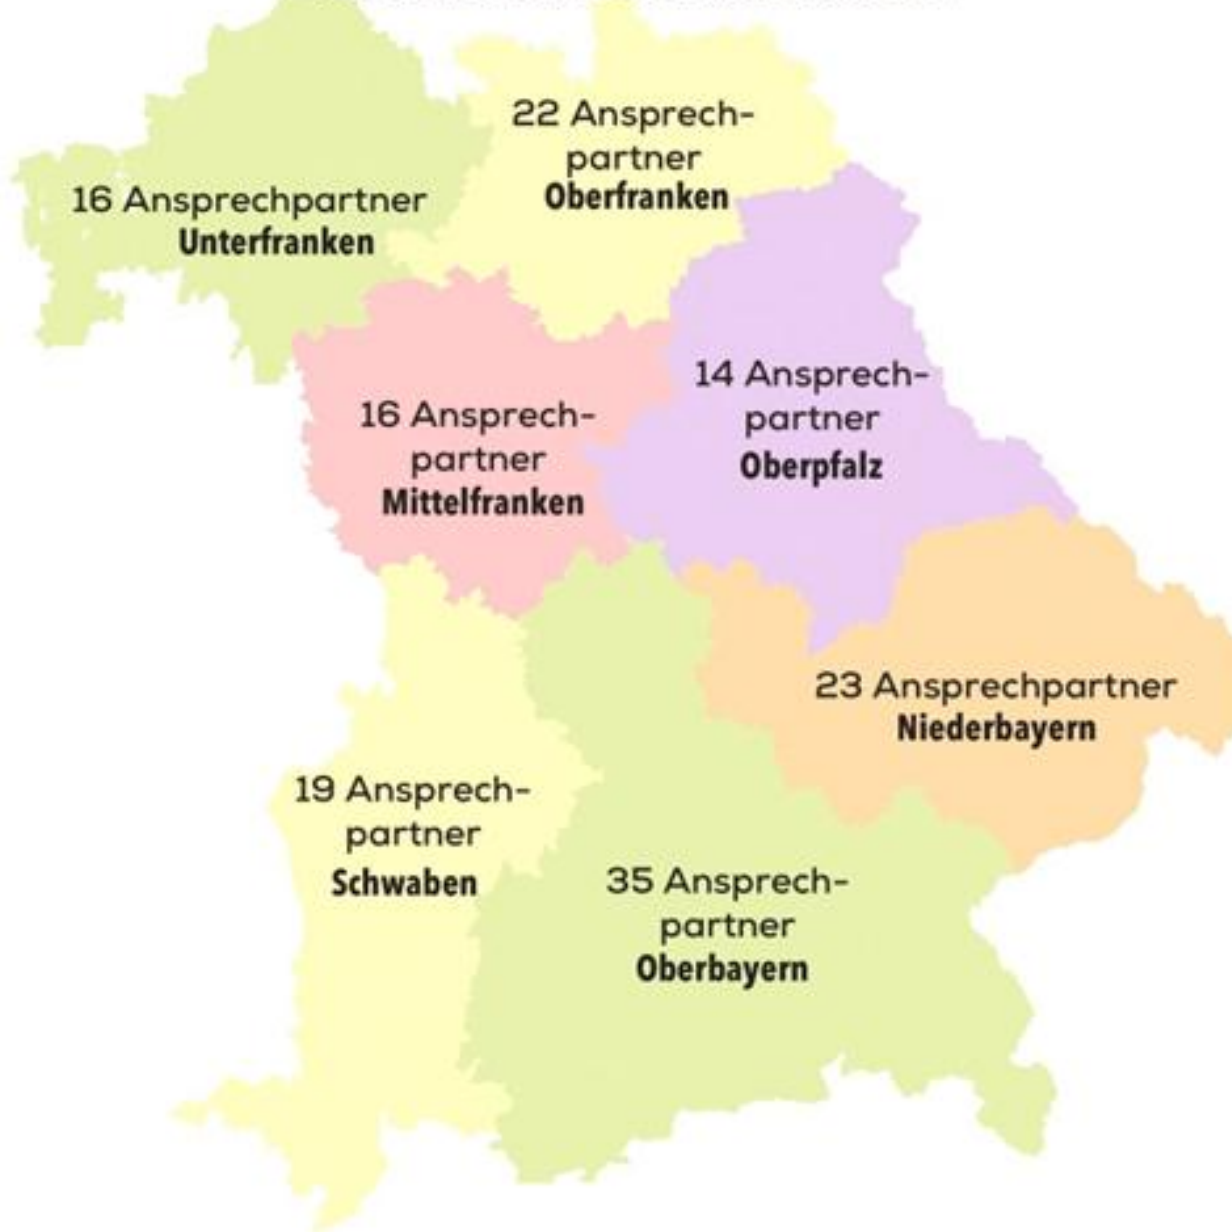 22 Ansprech-
partner
Oberfranken
16 Ansprechpartner
Unterfranken
14 Ansprech-
partner
Oberpfalz
16 Ansprech-
partner
Mittelfranken
23 Ansprechpartner
Niederbayern
19 Ansprech-
partner
Schwaben
35 Ansprech-
partner
Oberbayern